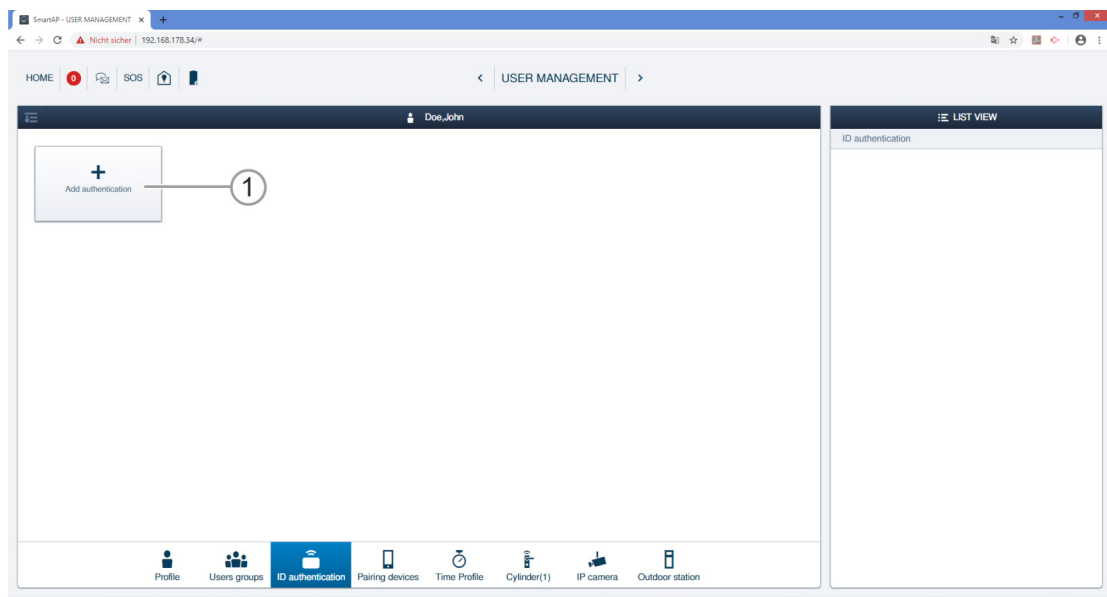 SmartAP - USER MANAGEMENT
Nicht sicher | 192.168.178.34/#
HOME 0 SOS
USER MANAGEMENT
Doe,John
LIST VIEW
ID authentication
Add authentication
1
Profile Users groups ID authentication Pairing devices Time Profile Cylinder(1) IP camera Outdoor station